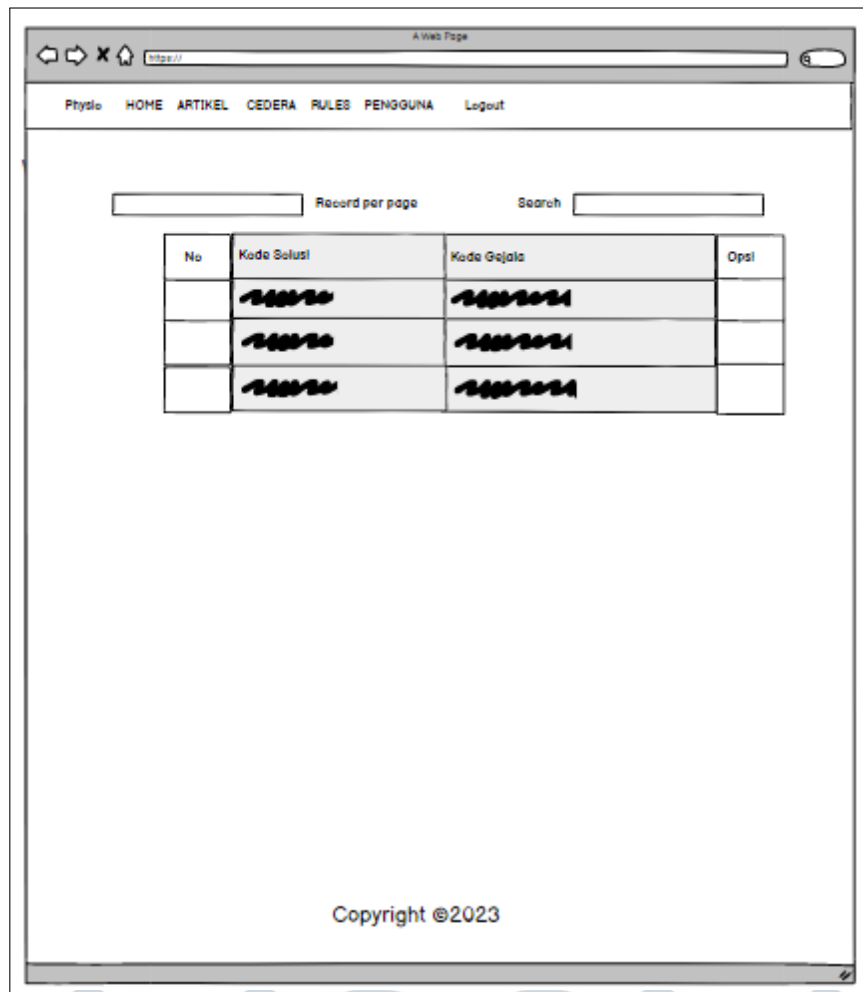 A Web Page
https://
Physio HOME ARTIKEL CEDERA RULES PENGGUNA Logout
Record per page Search
No Kode Solusi Kode Gejala Opsi
Copyright ©2023